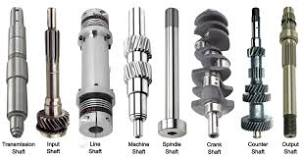 Transmission Shaft
Input Shaft
Line Shaft
Machine Shaft
Spindle Shaft
Crank Shaft
Counter Shaft
Output Shaft